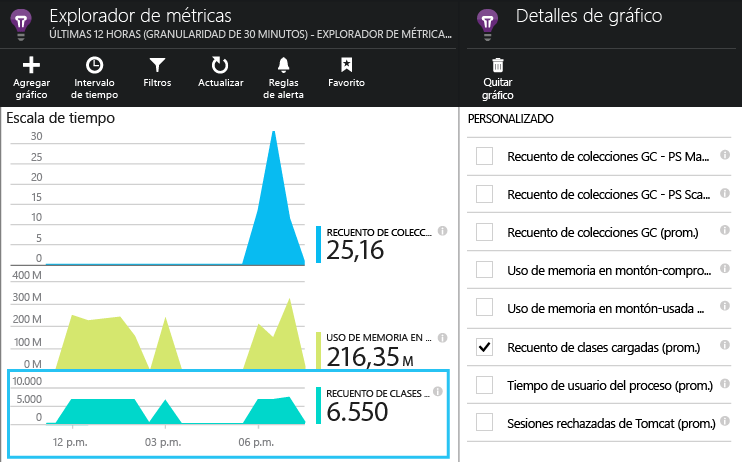 Explorador de métricas
ÚLTIMAS 12 HORAS (GRANULARIDAD DE 30 MINUTOS) - EXPLORADOR DE MÉTRICA...
Agregar
gráfico
Intervalo
de tiempo
Filtros
Actualizar
Reglas
de alerta
Favorito
Escala de tiempo
30
25
20
15
10
5
0
RECUENTO DE COLECC...
25,16
400 M
300 M
200 M
100 M
0 M
USO DE MEMORIA EN ...
216,35 M
10.000
5.000
0
RECUENTO DE CLASES ...
6.550
12 p.m.
03 p.m.
06 p.m.
Detalles de gráfico
Quitar
gráfico
PERSONALIZADO
Recuento de colecciones GC - PS Ma...
Recuento de colecciones GC - PS Sca...
Recuento de colecciones GC (prom.)
Uso de memoria en montón-compro...
Uso de memoria en montón-usada ...
Recuento de clases cargadas (prom.)
Tiempo de usuario del proceso (prom.)
Sesiones rechazadas de Tomcat (prom.)